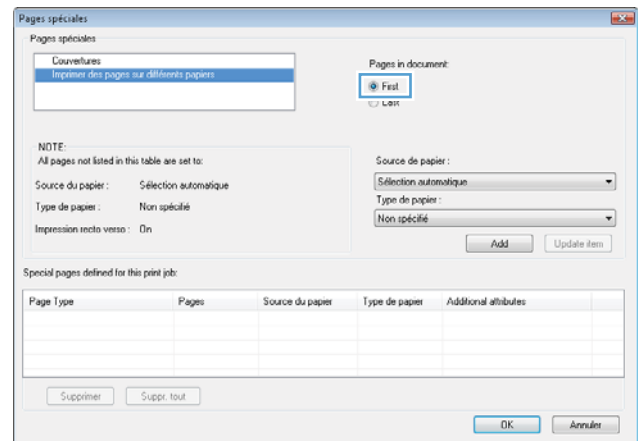 Pages spéciales
Pages spéciales
Couvertures
Imprimer des pages sur différents papiers
Pages in document:
First
Last
NOTE:
All pages not listed in this table are set to:
Source du papier : Sélection automatique
Type de papier : Non spécifié
Impression recto verso : On
Source de papier :
Sélection automatique
Type de papier :
Non spécifié
Add Update item
Special pages defined for this print job:
Page Type Pages Source du papier Type de papier Additional attributes
Supprimer Suppr. tout
OK Annuler